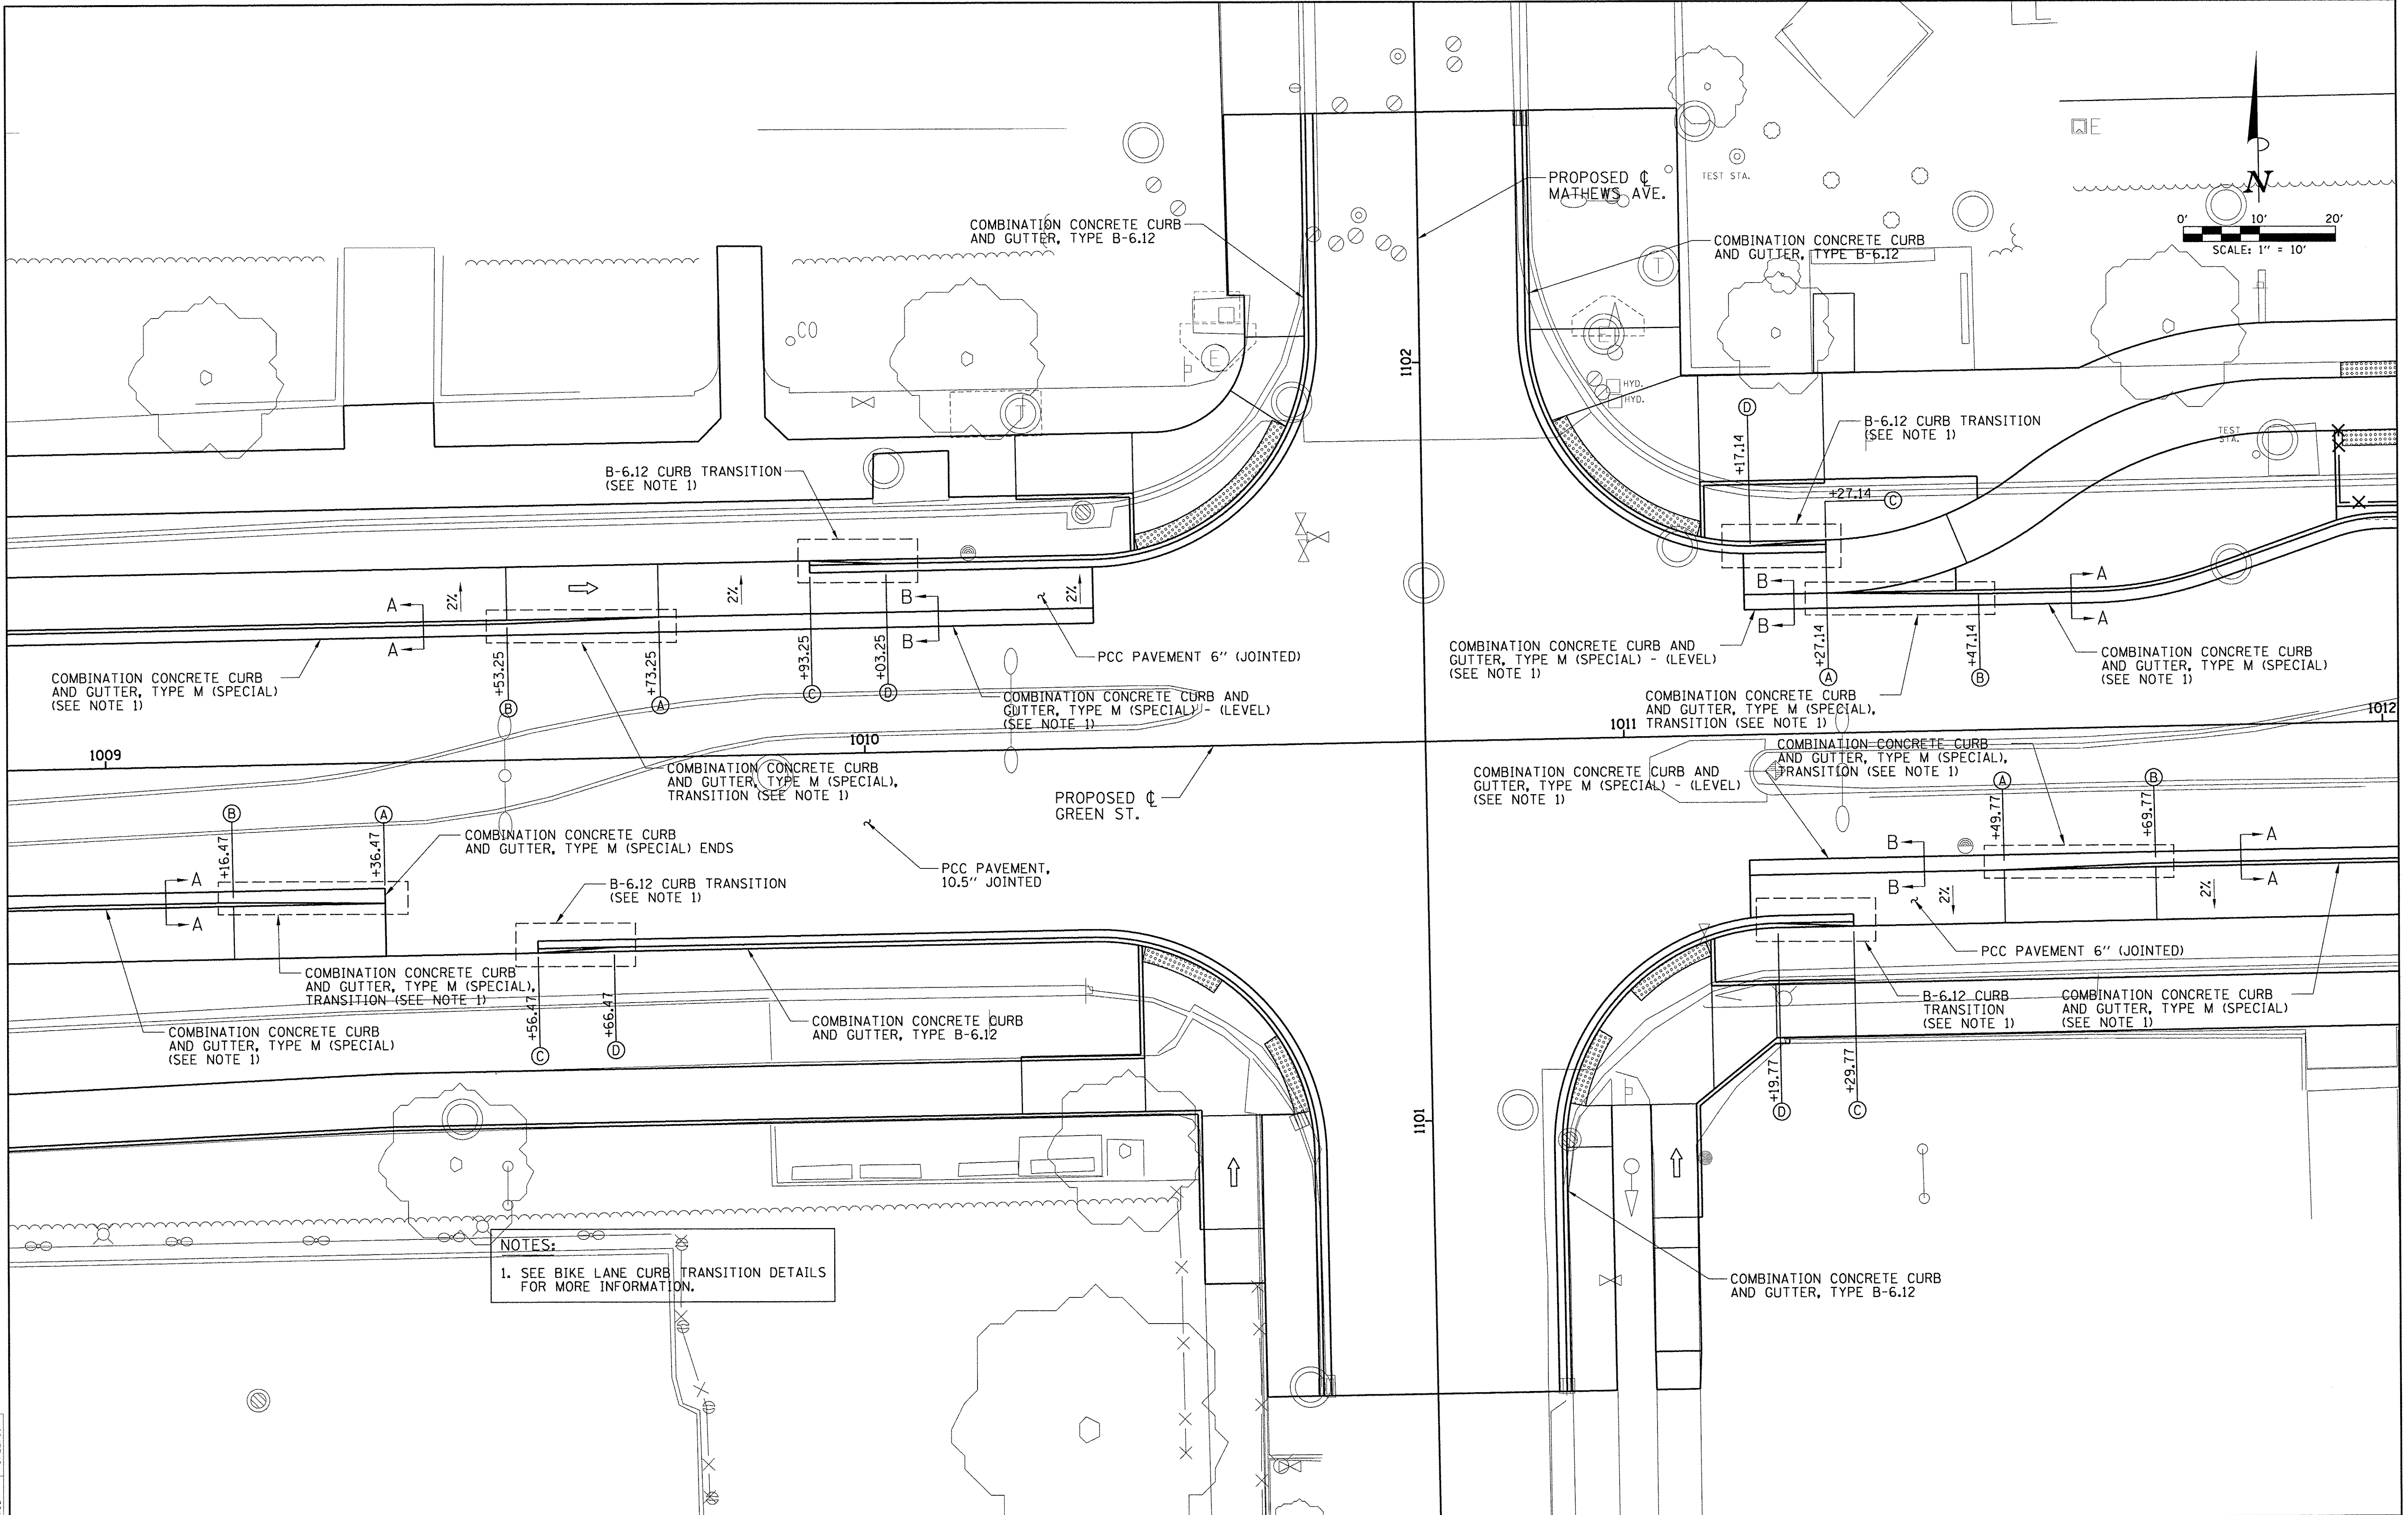 PROPOSED ℄
MATHEWS AVE.
TEST STA.
E
N
0' 10' 20'
SCALE: 1" = 10'
COMBINATION CONCRETE CURB
AND GUTTER, TYPE B-6.12
COMBINATION CONCRETE CURB
AND GUTTER, TYPE B-6.12
T
CO
E
E
T
1102
HYD.
HYD.
D
+17.14
B-6.12 CURB TRANSITION
(SEE NOTE 1)
TEST
STA.
B-6.12 CURB TRANSITION
(SEE NOTE 1)
+27.14
C
A
A
2%
2%
B
B
2%
B
B
A
A
+53.25
B
+73.25
A
+93.25
C
+03.25
D
PCC PAVEMENT 6" (JOINTED)
COMBINATION CONCRETE CURB
AND GUTTER, TYPE M (SPECIAL)
(SEE NOTE 1)
COMBINATION CONCRETE CURB AND
GUTTER, TYPE M (SPECIAL) - (LEVEL)
(SEE NOTE 1)
COMBINATION CONCRETE CURB AND
GUTTER, TYPE M (SPECIAL) - (LEVEL)
(SEE NOTE 1)
+27.14
A
+47.14
B
COMBINATION CONCRETE CURB
AND GUTTER, TYPE M (SPECIAL)
(SEE NOTE 1)
COMBINATION CONCRETE CURB
AND GUTTER, TYPE M (SPECIAL),
TRANSITION (SEE NOTE 1)
1009
1010
1011
1012
COMBINATION CONCRETE CURB
AND GUTTER, TYPE M (SPECIAL),
TRANSITION (SEE NOTE 1)
PROPOSED ℄
GREEN ST.
COMBINATION CONCRETE CURB AND
GUTTER, TYPE M (SPECIAL) - (LEVEL)
(SEE NOTE 1)
COMBINATION CONCRETE CURB
AND GUTTER, TYPE M (SPECIAL),
TRANSITION (SEE NOTE 1)
B
+16.47
A
+36.47
COMBINATION CONCRETE CURB
AND GUTTER, TYPE M (SPECIAL) ENDS
A
+49.77
B
+69.77
A
A
PCC PAVEMENT,
10.5" JOINTED
B-6.12 CURB TRANSITION
(SEE NOTE 1)
B
B
2%
2%
A
A
PCC PAVEMENT 6" (JOINTED)
COMBINATION CONCRETE CURB
AND GUTTER, TYPE M (SPECIAL),
TRANSITION (SEE NOTE 1)
COMBINATION CONCRETE CURB
AND GUTTER, TYPE M (SPECIAL)
(SEE NOTE 1)
+56.47
C
+66.47
D
COMBINATION CONCRETE CURB
AND GUTTER, TYPE B-6.12
B-6.12 CURB
TRANSITION
(SEE NOTE 1)
COMBINATION CONCRETE CURB
AND GUTTER, TYPE M (SPECIAL)
(SEE NOTE 1)
+19.77
D
+29.77
C
1101
NOTES:
1. SEE BIKE LANE CURB TRANSITION DETAILS
FOR MORE INFORMATION.
COMBINATION CONCRETE CURB
AND GUTTER, TYPE B-6.12